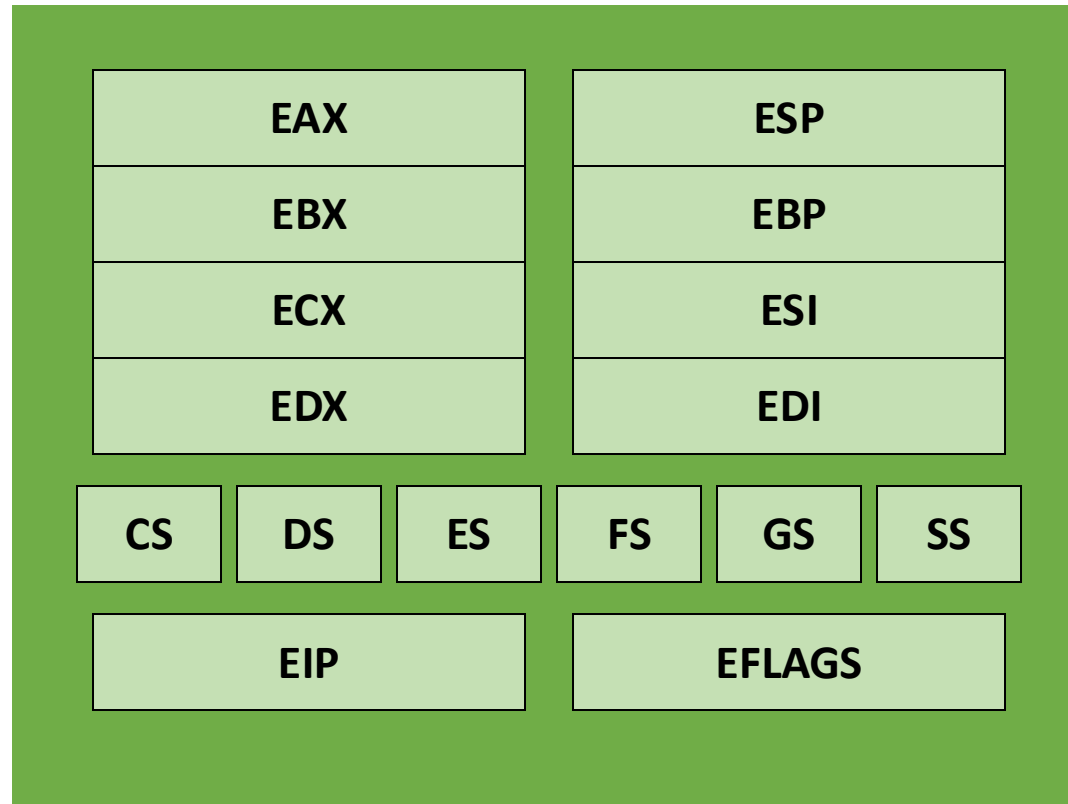 EAX ESP
EBX EBP
ECX ESI
EDX EDI
CS DS ES FS GS SS
EIP EFLAGS